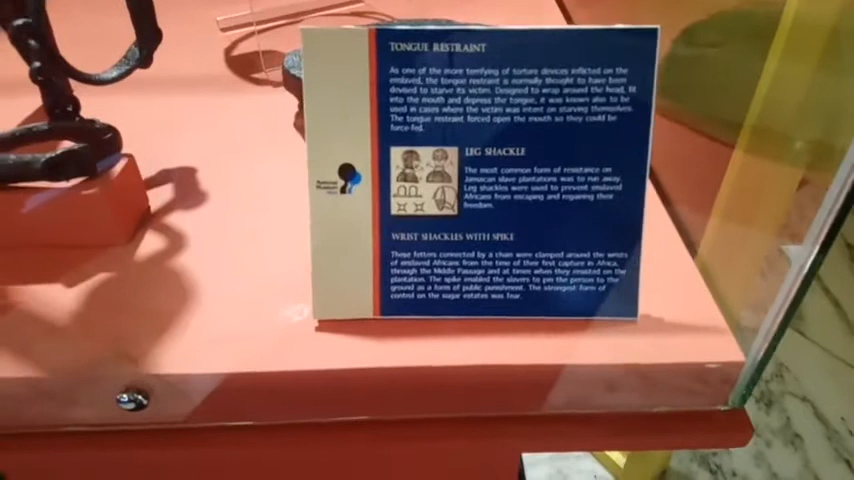 TONGUE RESTRAINT
As one of the more terrifying of torture devices inflicted on the
enslaved, the tongue restraint is normally thought to have been
devised to starve its victim. Designed to wrap around the head, fit
into the mouth and depress the tongue, it was known also to be
used in cases where the victim was intent on starving themselves.
The tongue restraint forced open the mouth so they could be
force-fed.
LEG SHACKLE
The most common form of resistance on
Jamaican slave plantations was to run away.
Leg shackles were used to prevent enslaved
Africans from escaping and regaining their
freedom.
WRIST SHACKLES WITH SPIKE
These fetters connected by a chain were clamped around the wrists
of enslaved Africans from the time of their first capture in Africa,
through the Middle Passage and at times when they resisted on the
plantation. The spike enabled the slavers to pin the person to the
ground as a form of public punishment. The strongest form of
control on the sugar estates was fear.